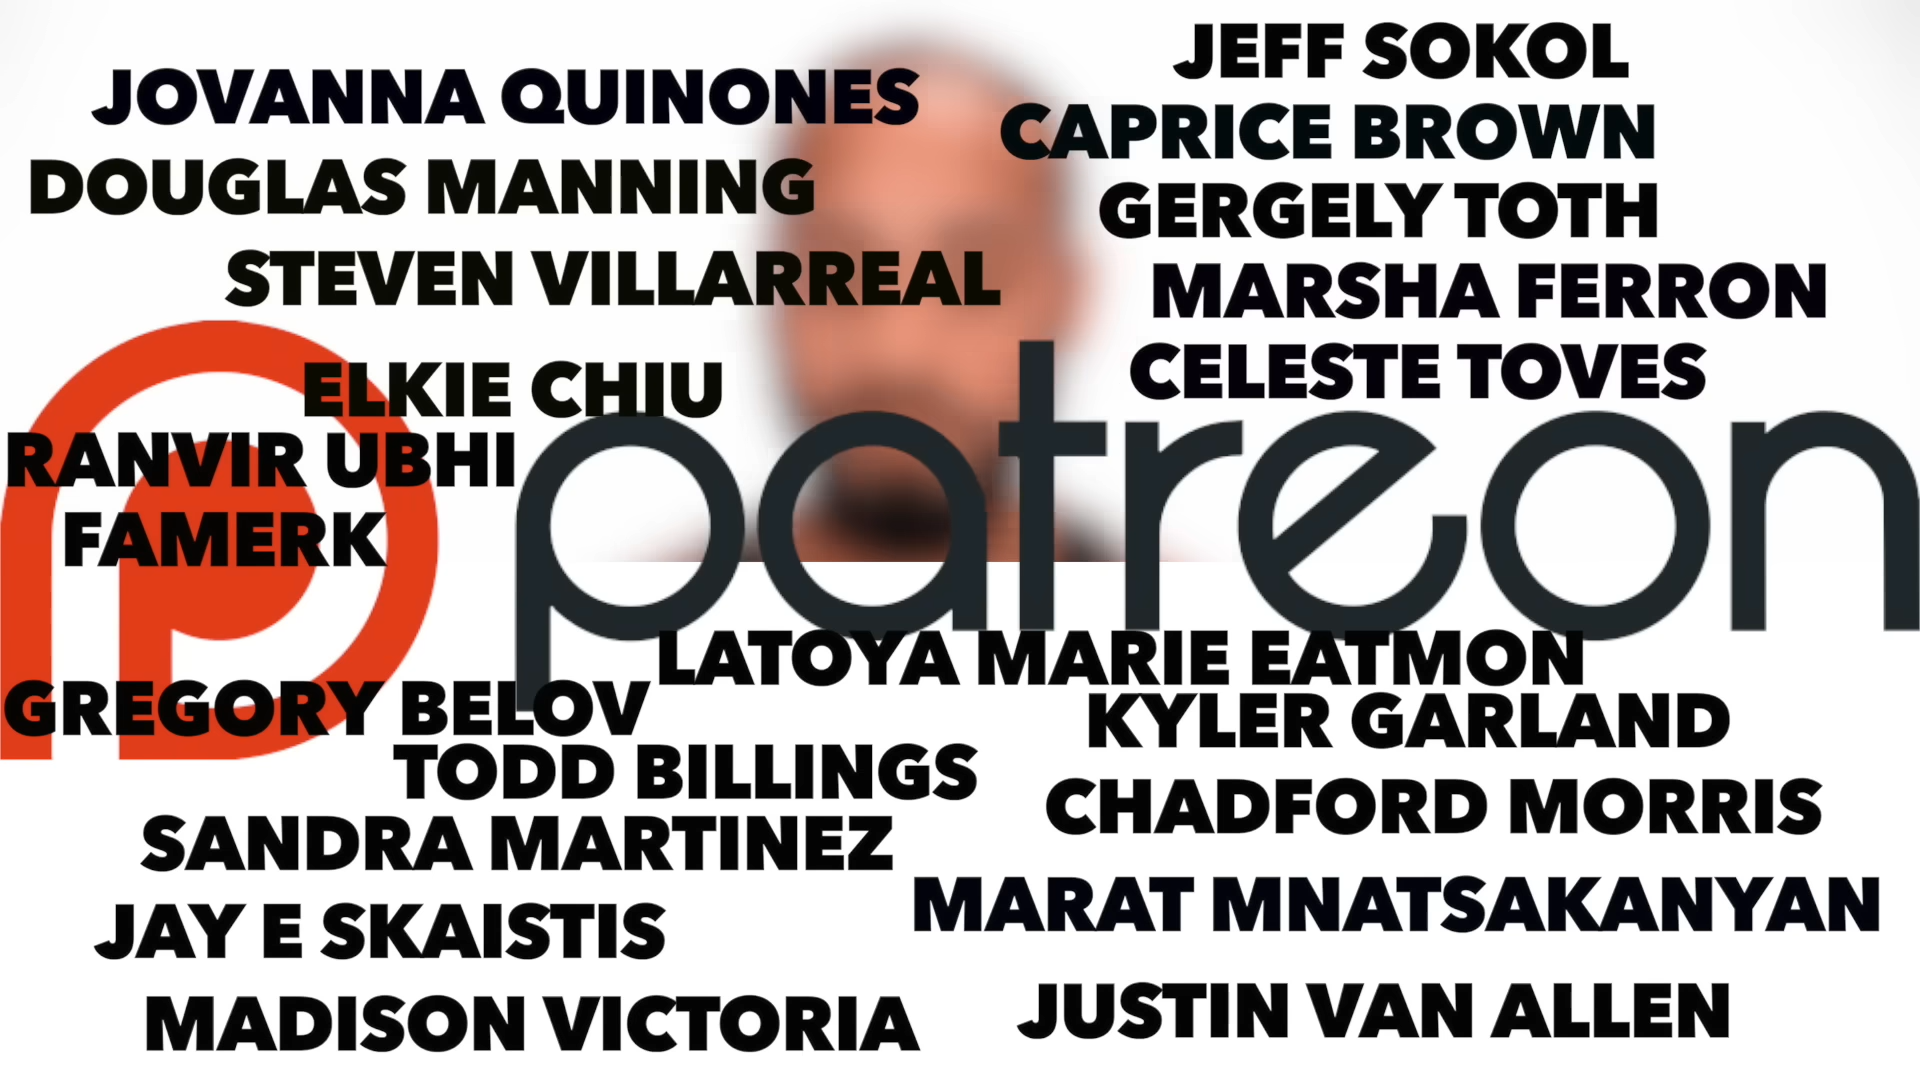 JOVANNA QUINONES
DOUGLAS MANNING
STEVEN VILLARREAL
ELKIE CHIU
RANVIR UBHI
FAMERK
JEFF SOKOL
CAPRICE BROWN
GERGELY TOTH
MARSHA FERRON
CELESTE TOVES
patreon
LATOYA MARIE EATMON
GREGORY BELOV
TODD BILLINGS
SANDRA MARTINEZ
JAY E SKAISTIS
MADISON VICTORIA
KYLER GARLAND
CHADFORD MORRIS
MARAT MNATSAKANYAN
JUSTIN VAN ALLEN